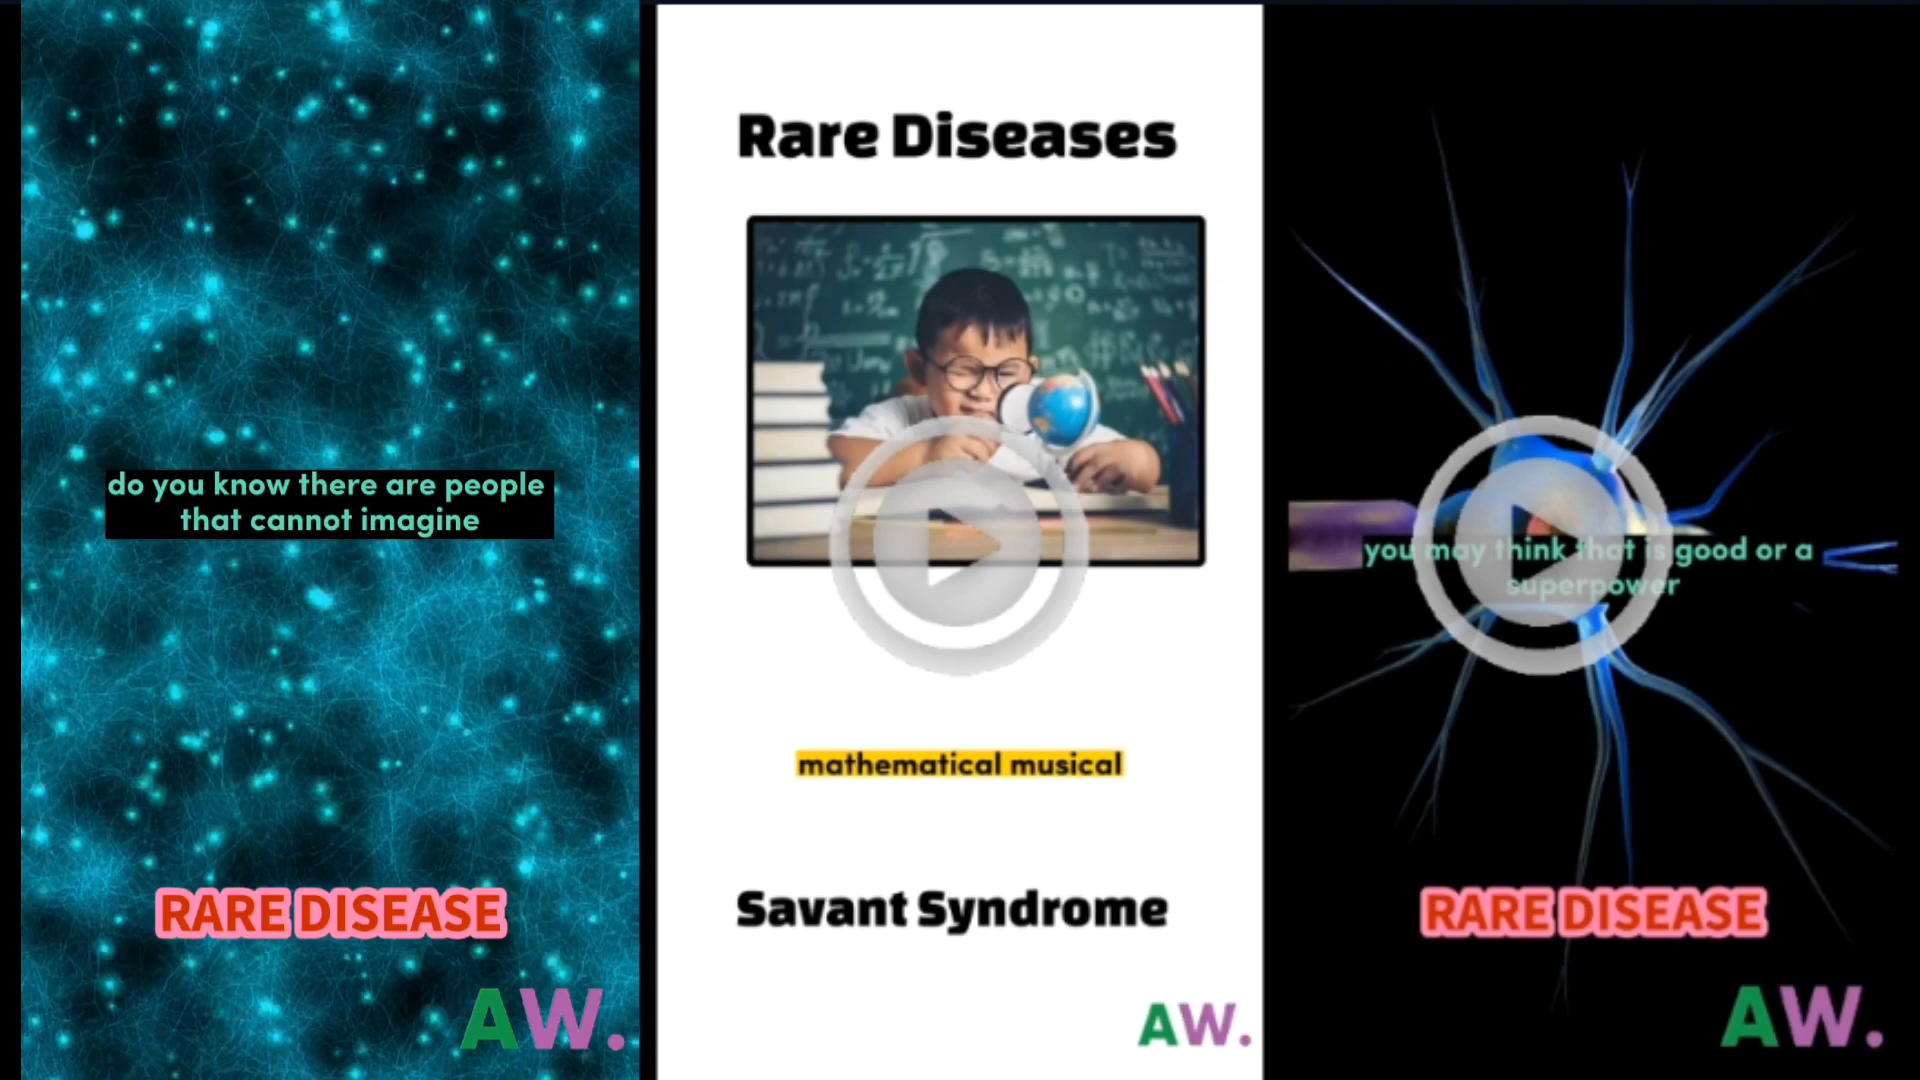 do you know there are people
that cannot imagine
RARE DISEASE
AW.
Rare Diseases
mathematical musical
Savant Syndrome
AW.
you may think that is good or a
superpower
RARE DISEASE
AW.